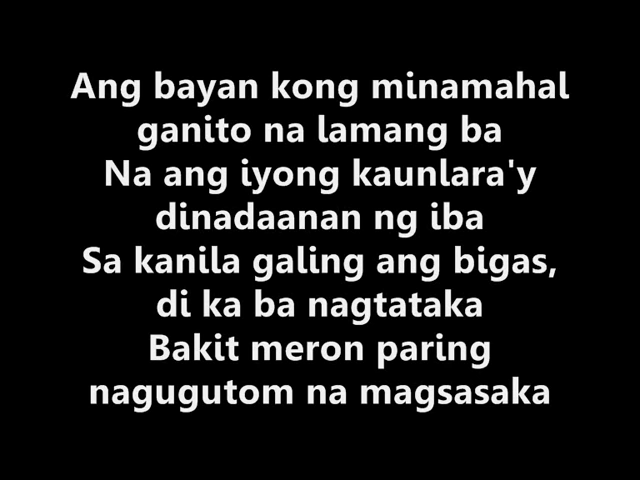 Ang bayan kong minamahal
ganito na lamang ba
Na ang iyong kaunlara'y
dinadaanan ng iba
Sa kanila galing ang bigas,
di ka ba nagtataka
Bakit meron paring
nagugutom na magsasaka